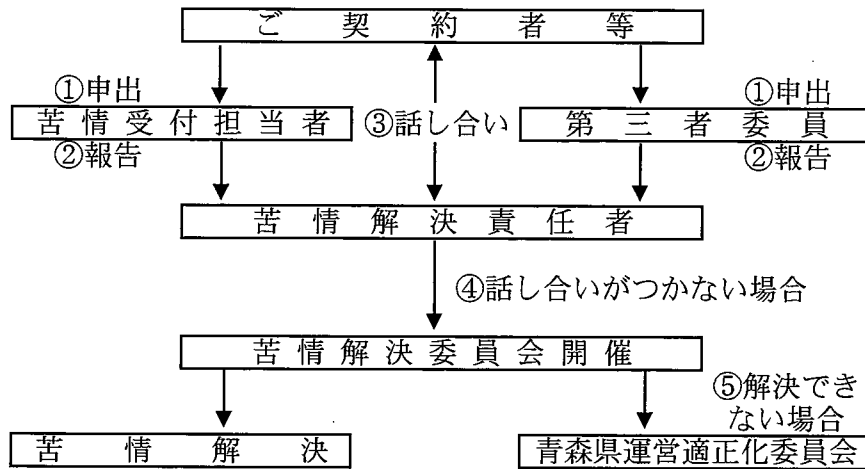 ご契約者等
①申出
①申出
苦情受付担当者
③話し合い
第三者委員
②報告
②報告
苦情解決責任者
④話し合いがつかない場合
苦情解決委員会開催
⑤解決でき
ない場合
苦情解決
青森県運営適正化委員会